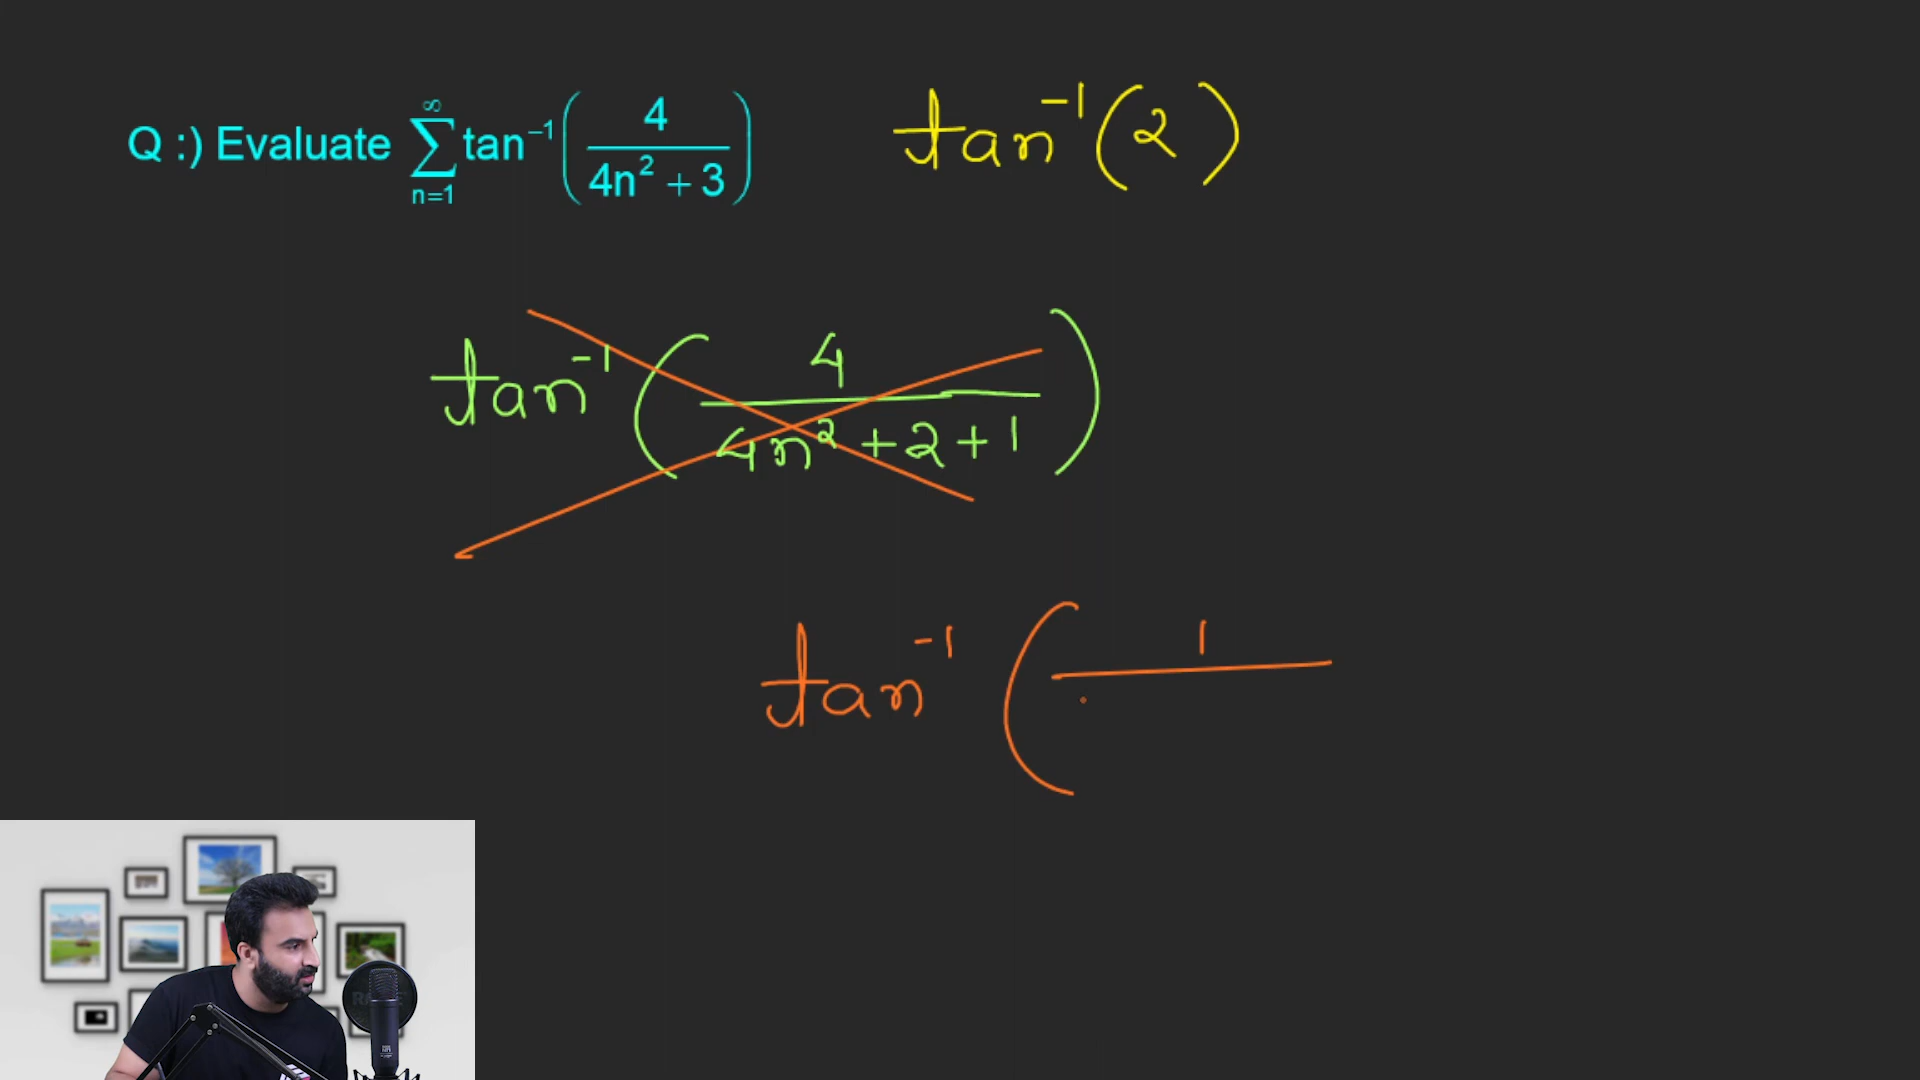 Q :) Evaluate ∞∑n=1 tan⁻¹(4/(4n² + 3)) tan⁻¹(2)
tan⁻¹(4/(4n² + 2 + 1))
tan⁻¹(1/